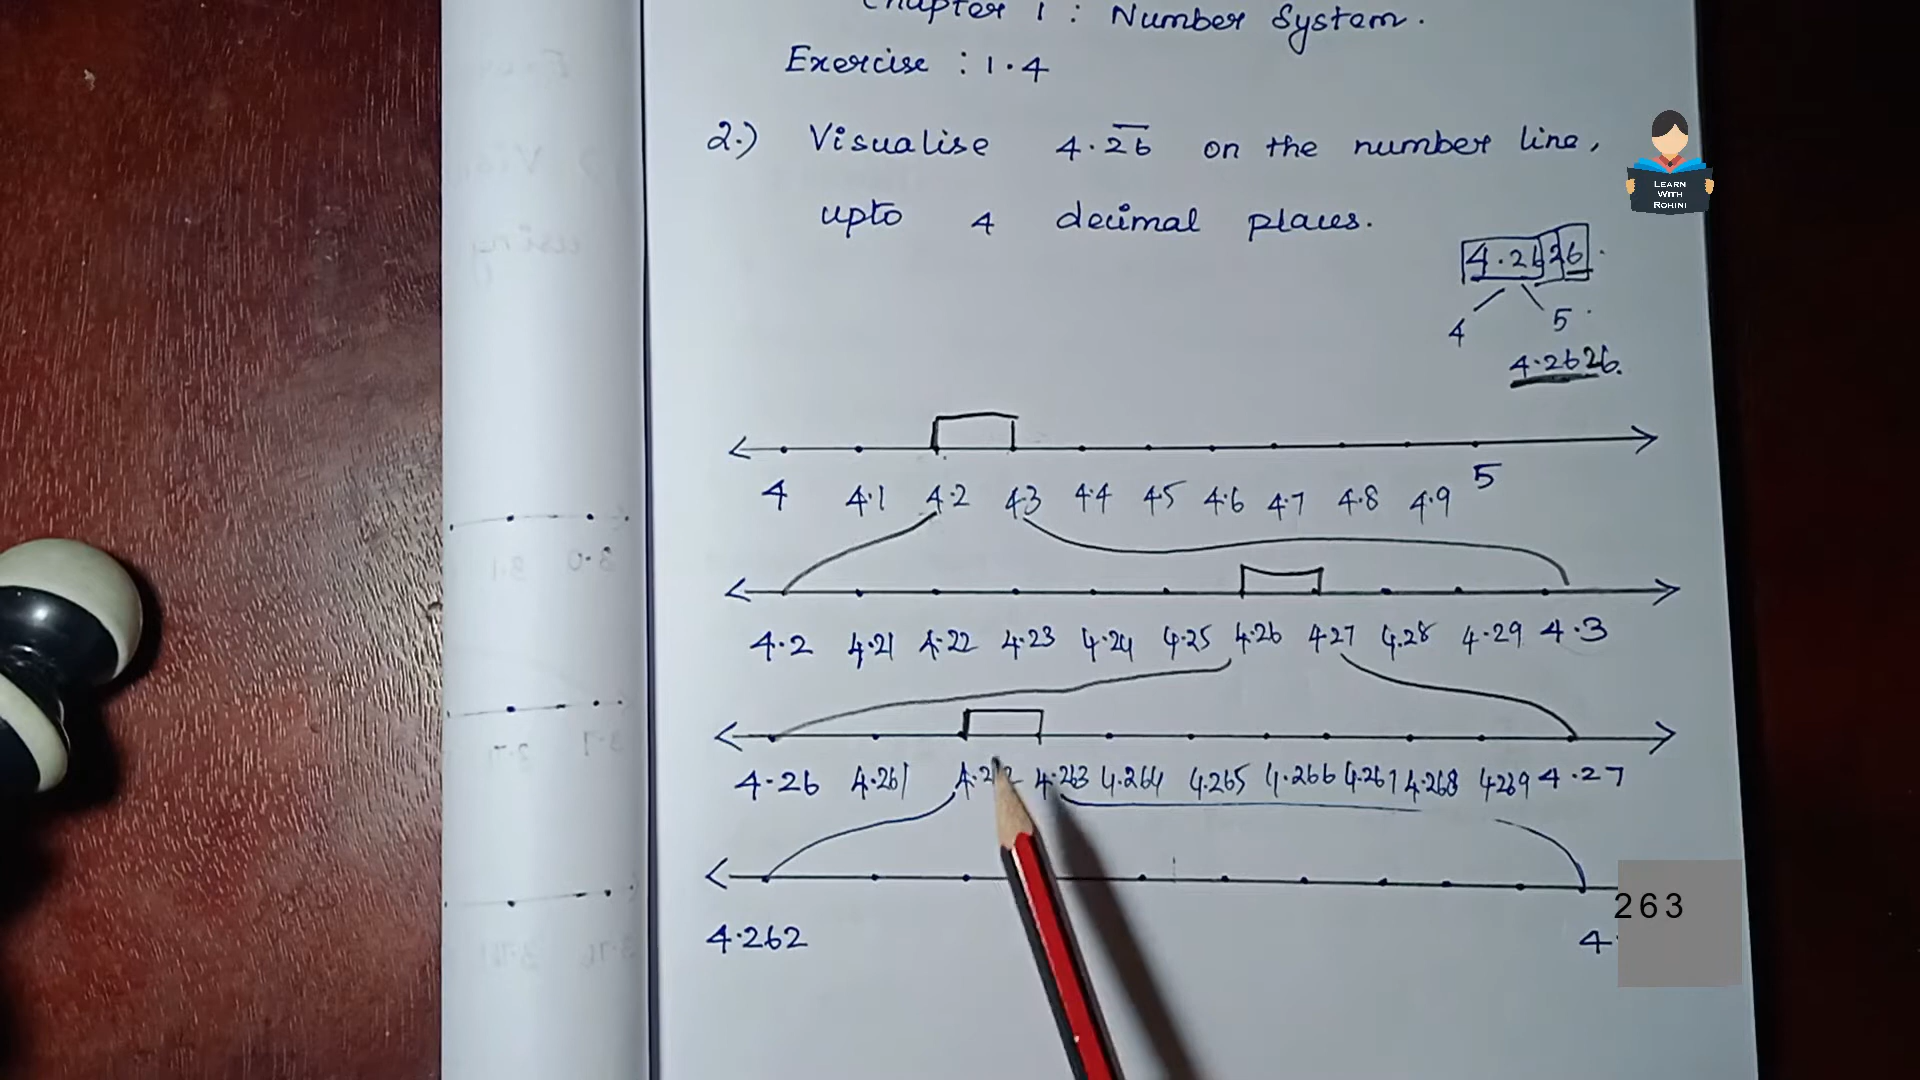 Chapter 1 : Number System.
Exercise : 1.4
2.) Visualise 4.2̅6̅ on the number line,
upto 4 decimal places.
LEARN
WITH
ROHINI
4.2626.
4 5.
4.2626.
4 4.1 4.2 4.3 4.4 4.5 4.6 4.7 4.8 4.9 5
4.2 4.21 4.22 4.23 4.24 4.25 4.26 4.27 4.28 4.29 4.3
4.26 4.261 4.263 4.264 4.265 4.266 4.267 4.268 4.269 4.27
4.262 4.
263